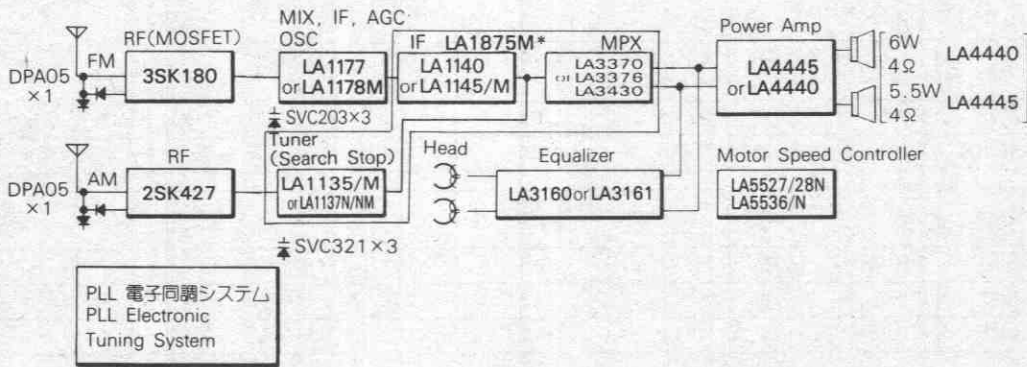 MIX, IF, AGC
OSC
RF(MOSFET)
IF LA1875M*
MPX
Power Amp
FM
DPA05
×1
3SK180
LA1177
or LA1178M
LA1140
or LA1145/M
LA3370
or LA3376
LA3430
LA4445
or LA4440
6W
4Ω
LA4440
5.5W
4Ω
LA4445
SVC203×3
Tuner
(Search Stop)
Head
Equalizer
Motor Speed Controller
RF
AM
DPA05
×1
2SK427
LA1135/M
or LA1137N/NM
LA3160 or LA3161
LA5527/28N
LA5536/N
SVC321×3
PLL 電子同調システム
PLL Electronic
Tuning System